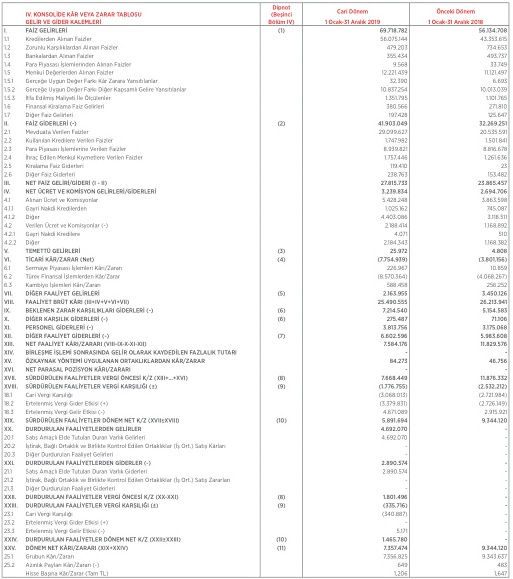 IV. KONSOLİDE KÂR VEYA ZARAR TABLOSU
GELİR VE GİDER KALEMLERİ
Dipnot
(Beşinci
Bölüm IV)
Cari Dönem
1 Ocak-31 Aralık 2019
Önceki Dönem
1 Ocak-31 Aralık 2018
I. FAİZ GELİRLERİ (1) 69.718.782 56.134.708
1.1 Kredilerden Alınan Faizler 56.075.144 43.353.615
1.2 Zorunlu Karşılıklardan Alınan Faizler 479.203 734.653
1.3 Bankalardan Alınan Faizler 355.434 493.737
1.4 Para Piyasası İşlemlerinden Alınan Faizler 9.568 33.749
1.5 Menkul Değerlerden Alınan Faizler 12.221.439 11.121.497
1.5.1 Gerçeğe Uygun Değer Farkı Kâr Zarara Yansıtılanlar 32.390 6.693
1.5.2 Gerçeğe Uygun Değer Farkı Diğer Kapsamlı Gelire Yansıtılanlar 10.837.254 10.013.039
1.5.3 İtfa Edilmiş Maliyeti İle Ölçülenler 1.351.795 1.101.765
1.6 Finansal Kiralama Faiz Gelirleri 380.566 271.810
1.7 Diğer Faiz Gelirleri 197.428 125.647
II. FAİZ GİDERLERİ (-) (2) 41.903.049 32.269.251
2.1 Mevduata Verilen Faizler 29.099.627 20.535.591
2.2 Kullanılan Kredilere Verilen Faizler 1.747.982 1.501.841
2.3 Para Piyasası İşlemlerine Verilen Faizler 8.939.821 8.816.678
2.4 İhraç Edilen Menkul Kıymetlere Verilen Faizler 1.757.446 1.261.636
2.5 Kiralama Faiz Giderleri 119.410 23
2.6 Diğer Faiz Giderleri 238.763 153.482
III. NET FAİZ GELİRİ/GİDERİ (I - II) 27.815.733 23.865.457
IV. NET ÜCRET VE KOMİSYON GELİRLERİ/GİDERLERİ 3.239.834 2.694.706
4.1 Alınan Ücret ve Komisyonlar 5.428.248 3.863.598
4.1.1 Gayri Nakdi Kredilerden 1.025.162 745.087
4.1.2 Diğer 4.403.086 3.118.511
4.2 Verilen Ücret ve Komisyonlar (-) 2.188.414 1.168.892
4.2.1 Gayri Nakdi Kredilere 4.071 510
4.2.2 Diğer 2.184.343 1.168.382
V. TEMETTÜ GELİRLERİ (3) 25.972 4.808
VI. TİCARİ KÂR/ZARAR (Net) (4) (7.754.939) (3.801.156)
6.1 Sermaye Piyasası İşlemleri Kârı/Zararı 226.967 10.859
6.2 Türev Finansal İşlemlerden Kâr/Zarar (8.570.364) (4.068.267)
6.3 Kambiyo İşlemleri Kârı/Zararı 588.458 256.252
VII. DİĞER FAALİYET GELİRLERİ (5) 2.163.955 3.450.126
VIII. FAALİYET BRÜT KÂRI (III+IV+V+VI+VII) 25.490.555 26.213.941
IX. BEKLENEN ZARAR KARŞILIKLARI GİDERLERİ (-) (6) 7.214.540 5.154.583
X. DİĞER KARŞILIK GİDERLERİ (-) (6) 275.487 71.106
XI. PERSONEL GİDERLERİ (-) 3.813.756 3.175.068
XII. DİĞER FAALİYET GİDERLERİ (-) (7) 6.602.596 5.983.608
XIII. NET FAALİYET KÂRI/ZARARI (VIII-IX-X-XI-XII) 7.584.176 11.829.576
XIV. BİRLEŞME İŞLEMİ SONRASINDA GELİR OLARAK KAYDEDİLEN FAZLALIK TUTARI - -
XV. ÖZKAYNAK YÖNTEMİ UYGULANAN ORTAKLIKLARDAN KÂR/ZARAR 84.273 46.756
XVI. NET PARASAL POZİSYON KÂRI/ZARARI - -
XVII. SÜRDÜRÜLEN FAALİYETLER VERGİ ÖNCESİ K/Z (XIII+...+XVI) (8) 7.668.449 11.876.332
XVIII. SÜRDÜRÜLEN FAALİYETLER VERGİ KARŞILIĞI (±) (9) (1.776.755) (2.532.212)
18.1 Cari Vergi Karşılığı (3.068.013) (2.721.984)
18.2 Ertelenmiş Vergi Gider Etkisi (+) (3.379.831) (2.726.149)
18.3 Ertelenmiş Vergi Gelir Etkisi (-) 4.671.089 2.915.921
XIX. SÜRDÜRÜLEN FAALİYETLER DÖNEM NET K/Z (XVII±XVIII) (10) 5.891.694 9.344.120
XX. DURDURULAN FAALİYETLERDEN GELİRLER 4.692.070 -
20.1 Satış Amaçlı Elde Tutulan Duran Varlık Gelirleri 4.692.070 -
20.2 İştirak, Bağlı Ortaklık ve Birlikte Kontrol Edilen Ortaklıklar (İş Ort.) Satış Kârları - -
20.3 Diğer Durdurulan Faaliyet Gelirleri - -
XXI. DURDURULAN FAALİYETLERDEN GİDERLER (-) 2.890.574 -
21.1 Satış Amaçlı Elde Tutulan Duran Varlık Giderleri 2.890.574 -
21.2 İştirak, Bağlı Ortaklık ve Birlikte Kontrol Edilen Ortaklıklar (İş Ort.) Satış Zararları - -
21.3 Diğer Durdurulan Faaliyet Giderleri - -
XXII. DURDURULAN FAALİYETLER VERGİ ÖNCESİ K/Z (XX-XXI) (8) 1.801.496 -
XXIII. DURDURULAN FAALİYETLER VERGİ KARŞILIĞI (±) (9) (335.716) -
23.1 Cari Vergi Karşılığı (340.887) -
23.2 Ertelenmiş Vergi Gider Etkisi (+) - -
23.3 Ertelenmiş Vergi Gelir Etkisi (-) 5.171 -
XXIV. DURDURULAN FAALİYETLER DÖNEM NET K/Z (XXII±XXIII) (10) 1.465.780 -
XXV. DÖNEM NET KÂRI/ZARARI (XIX+XXIV) (11) 7.357.474 9.344.120
25.1 Grubun Kârı/Zararı 7.356.825 9.343.637
25.2 Azınlık Payları Kârı/Zararı (-) 649 483
Hisse Başına Kâr/Zarar (Tam TL) 1,206 1,647